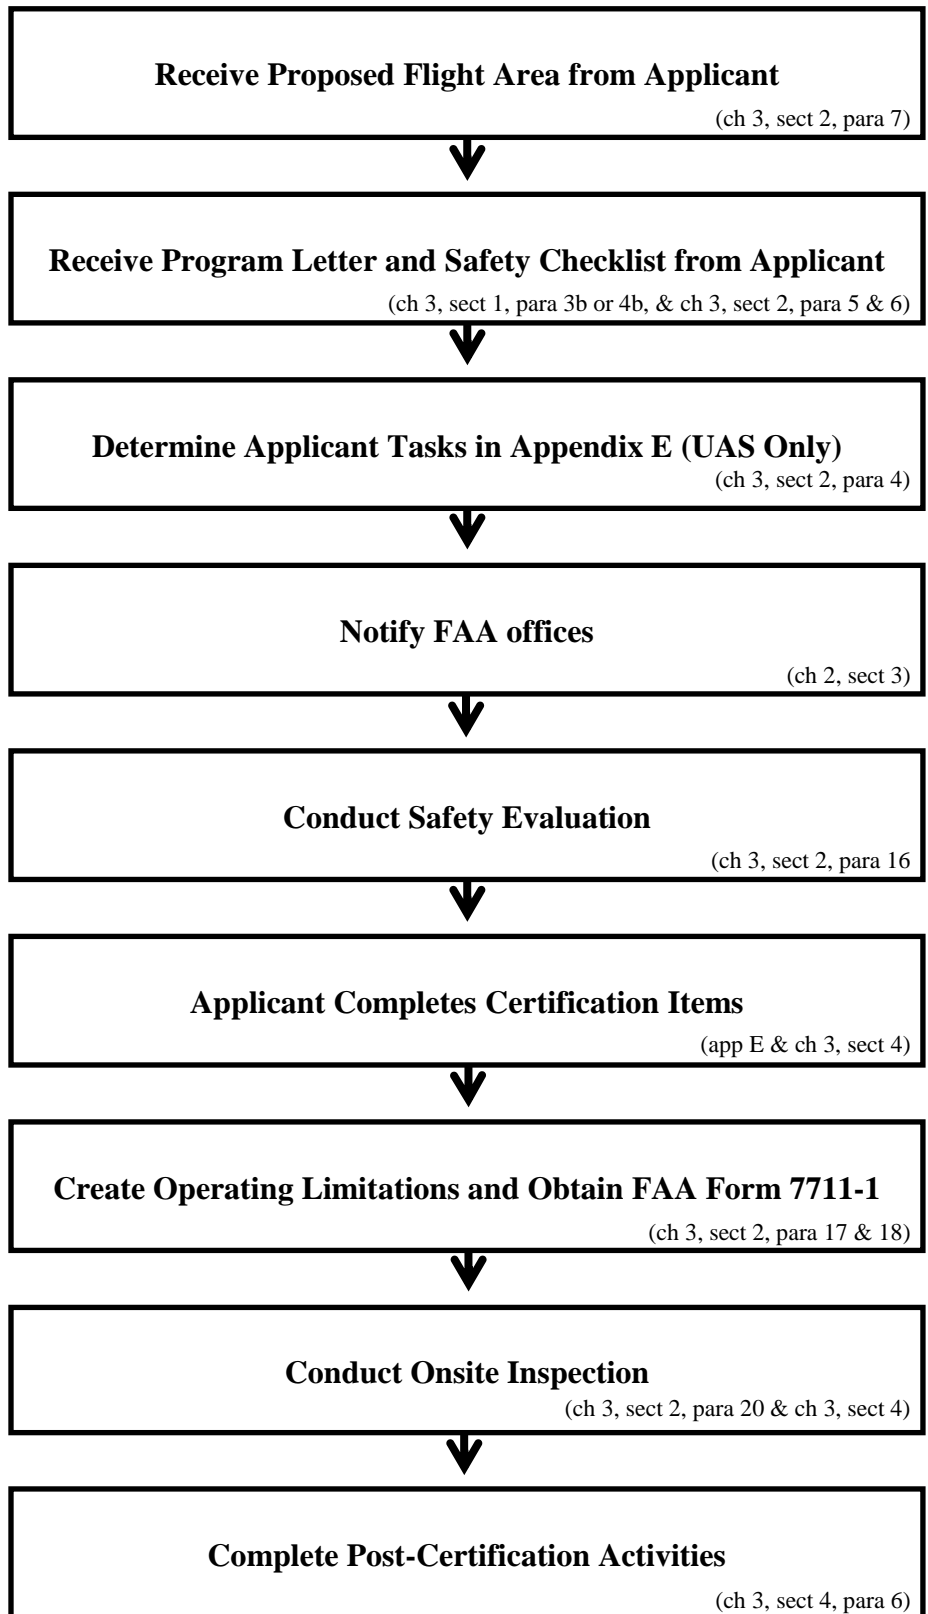 Receive Proposed Flight Area from Applicant
(ch 3, sect 2, para 7)
Receive Program Letter and Safety Checklist from Applicant
(ch 3, sect 1, para 3b or 4b, & ch 3, sect 2, para 5 & 6)
Determine Applicant Tasks in Appendix E (UAS Only)
(ch 3, sect 2, para 4)
Notify FAA offices
(ch 2, sect 3)
Conduct Safety Evaluation
(ch 3, sect 2, para 16
Applicant Completes Certification Items
(app E & ch 3, sect 4)
Create Operating Limitations and Obtain FAA Form 7711-1
(ch 3, sect 2, para 17 & 18)
Conduct Onsite Inspection
(ch 3, sect 2, para 20 & ch 3, sect 4)
Complete Post-Certification Activities
(ch 3, sect 4, para 6)